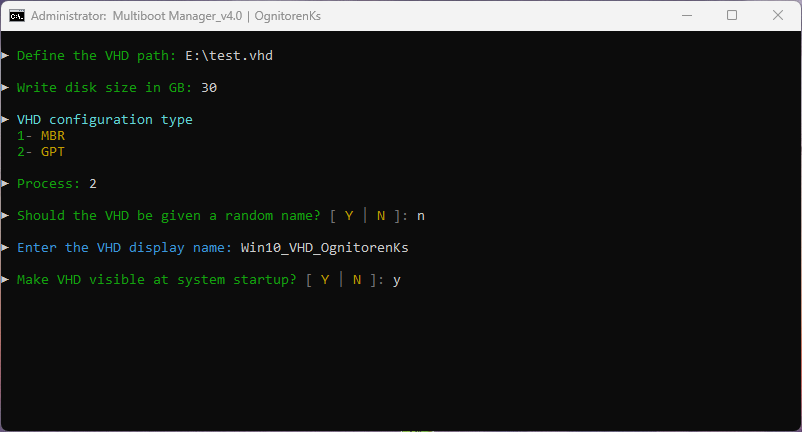 Administrator:  Multiboot Manager_v4.0 | OgnitorenKs
► Define the VHD path: E:\test.vhd
► Write disk size in GB: 30
► VHD configuration type
1- MBR
2- GPT
► Process: 2
► Should the VHD be given a random name? [ Y │ N ]: n
► Enter the VHD display name: Win10_VHD_OgnitorenKs
► Make VHD visible at system startup? [ Y │ N ]: y